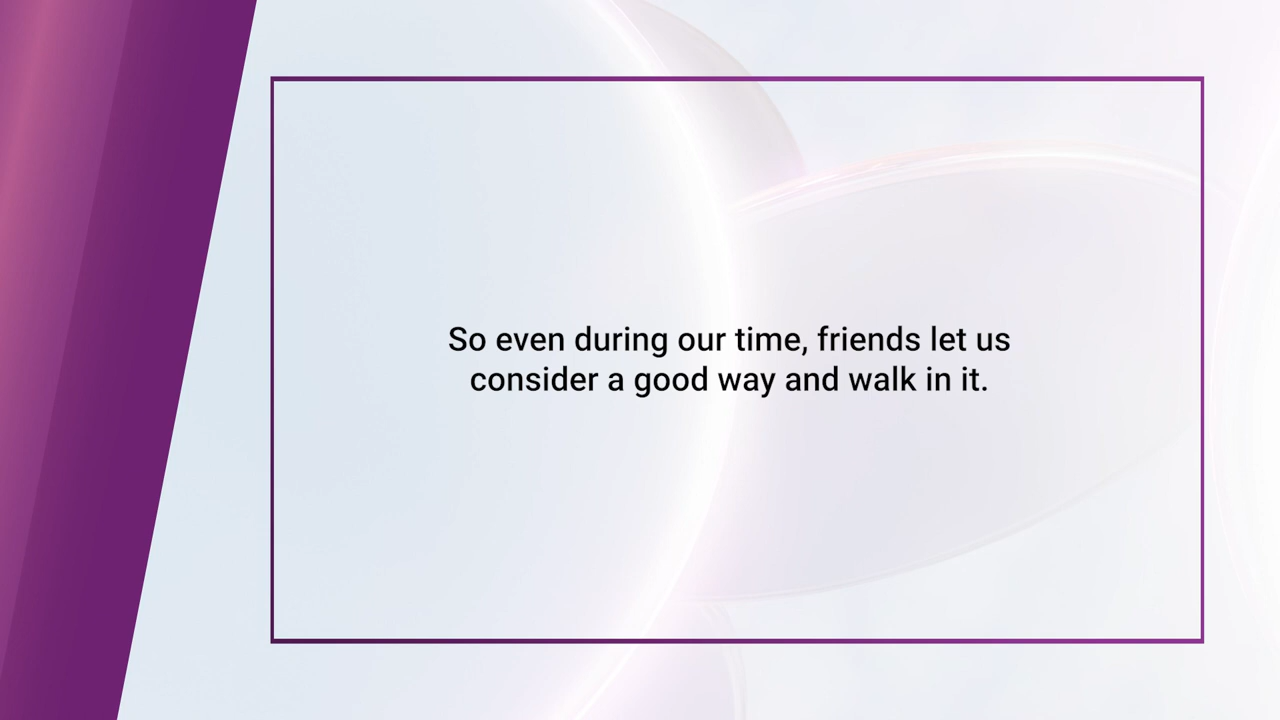 So even during our time, friends let us
consider a good way and walk in it.